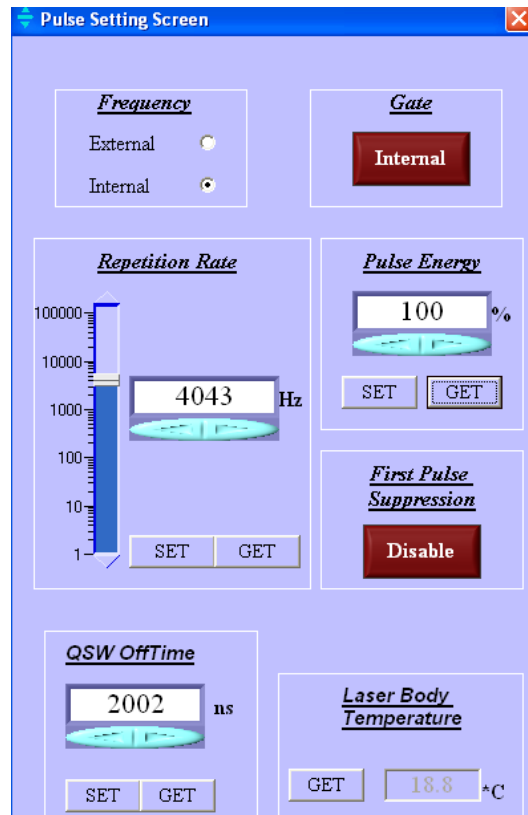 Pulse Setting Screen
Frequency
External
Internal
Gate
Internal
Repetition Rate
100000
10000
1000
100
10
1
4043 Hz
SET GET
Pulse Energy
100 %
SET GET
First Pulse
Suppression
Disable
QSW OffTime
2002 ns
SET GET
Laser Body
Temperature
GET 18.8 *C